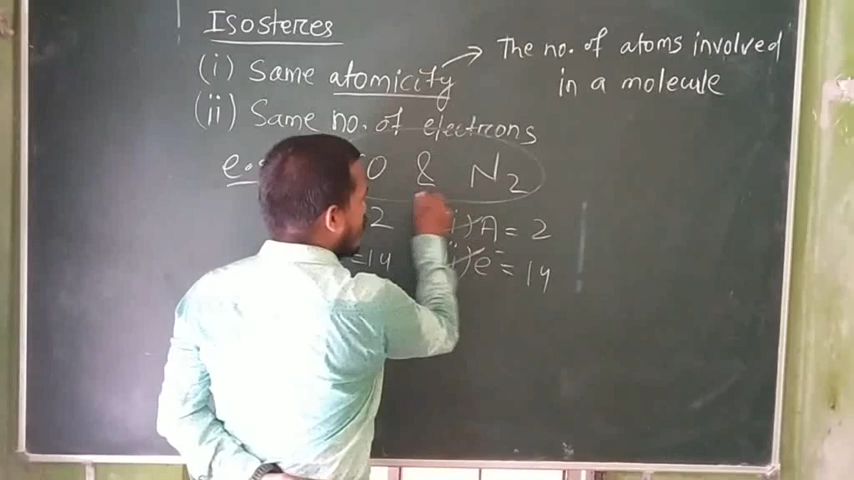 Isosteres
(i) Same atomicity → The no. of atoms involved
in a molecule
(ii) Same no. of electrons
e. O & N2
2 i) A = 2
=14 i) e- = 14